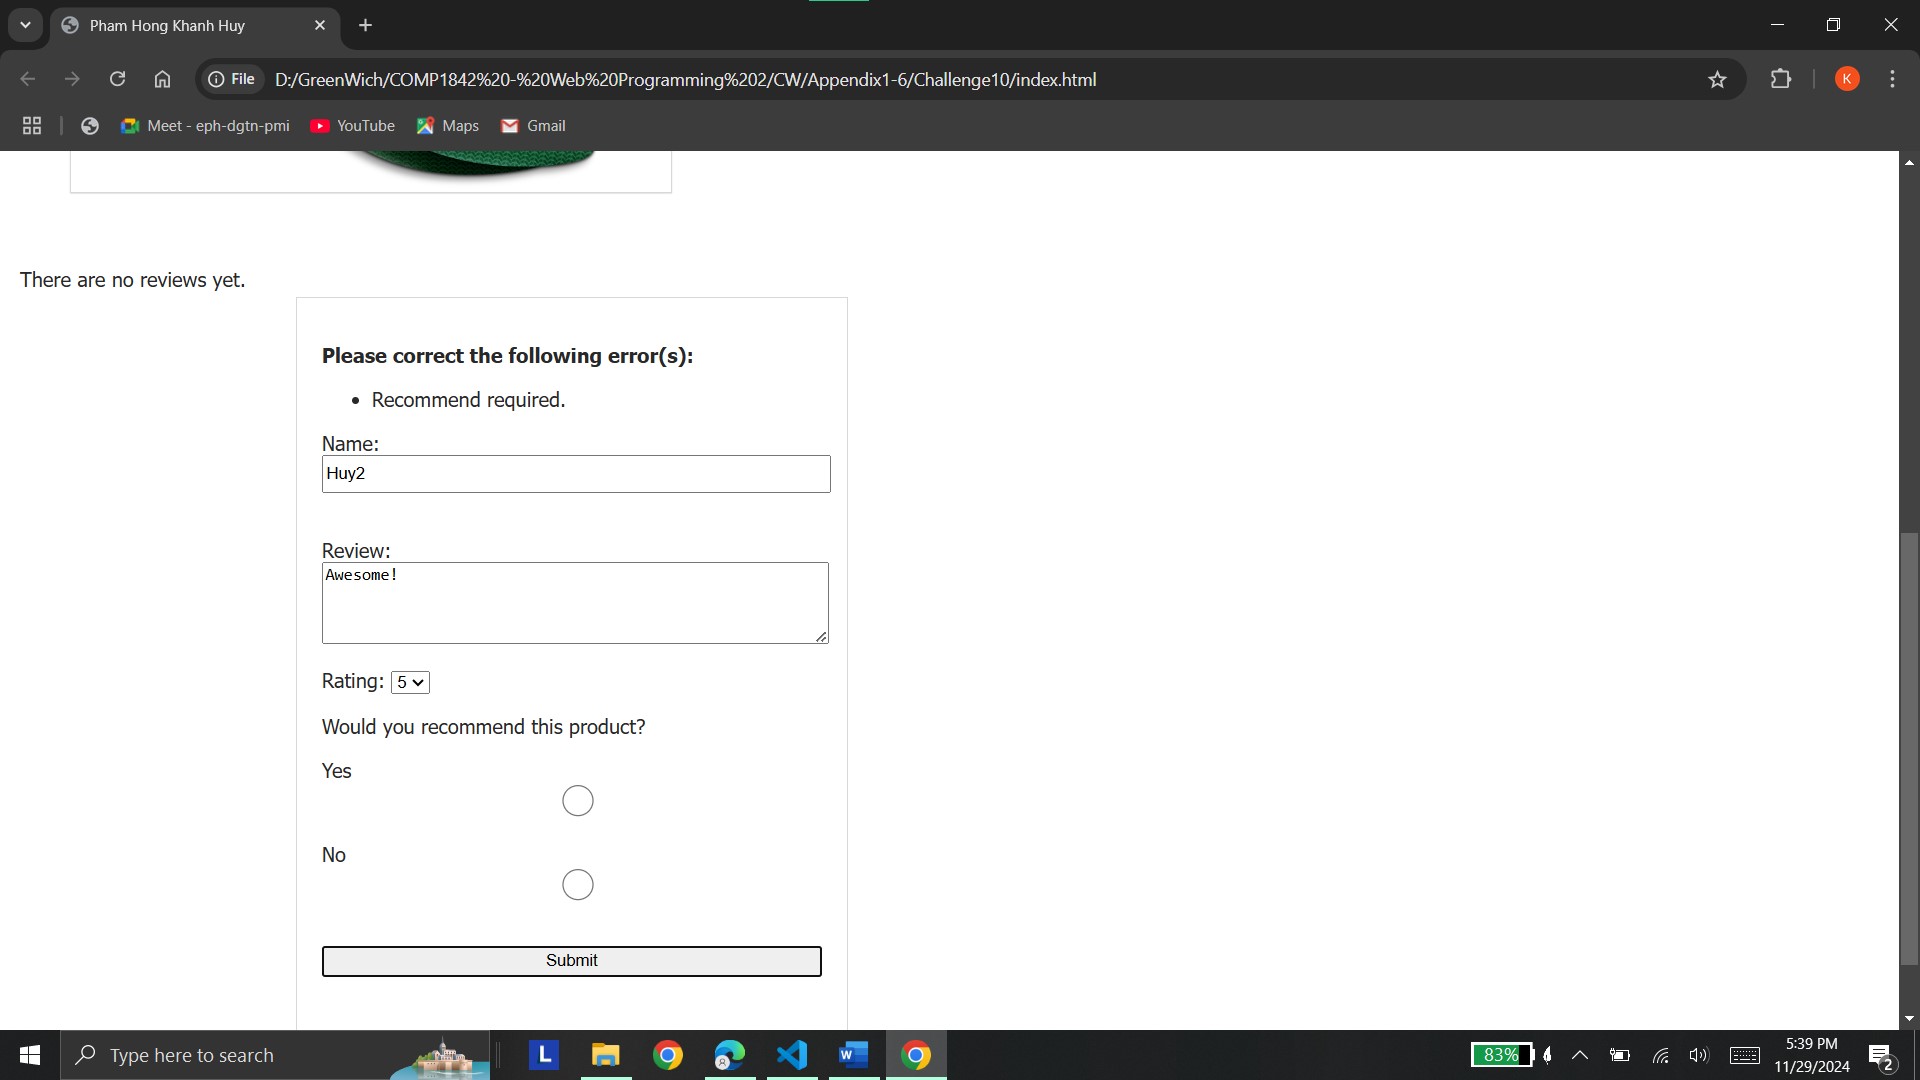 Pham Hong Khanh Huy
File D:/GreenWich/COMP1842%20-%20Web%20Programming%202/CW/Appendix1-6/Challenge10/index.html
K
Meet - eph-dgtn-pmi YouTube Maps Gmail
There are no reviews yet.
Please correct the following error(s):
• Recommend required.
Name:
Huy2
Review:
Awesome!
Rating: 5
Would you recommend this product?
Yes
No
Submit
Type here to search
L
W
83%
5:39 PM
11/29/2024
2